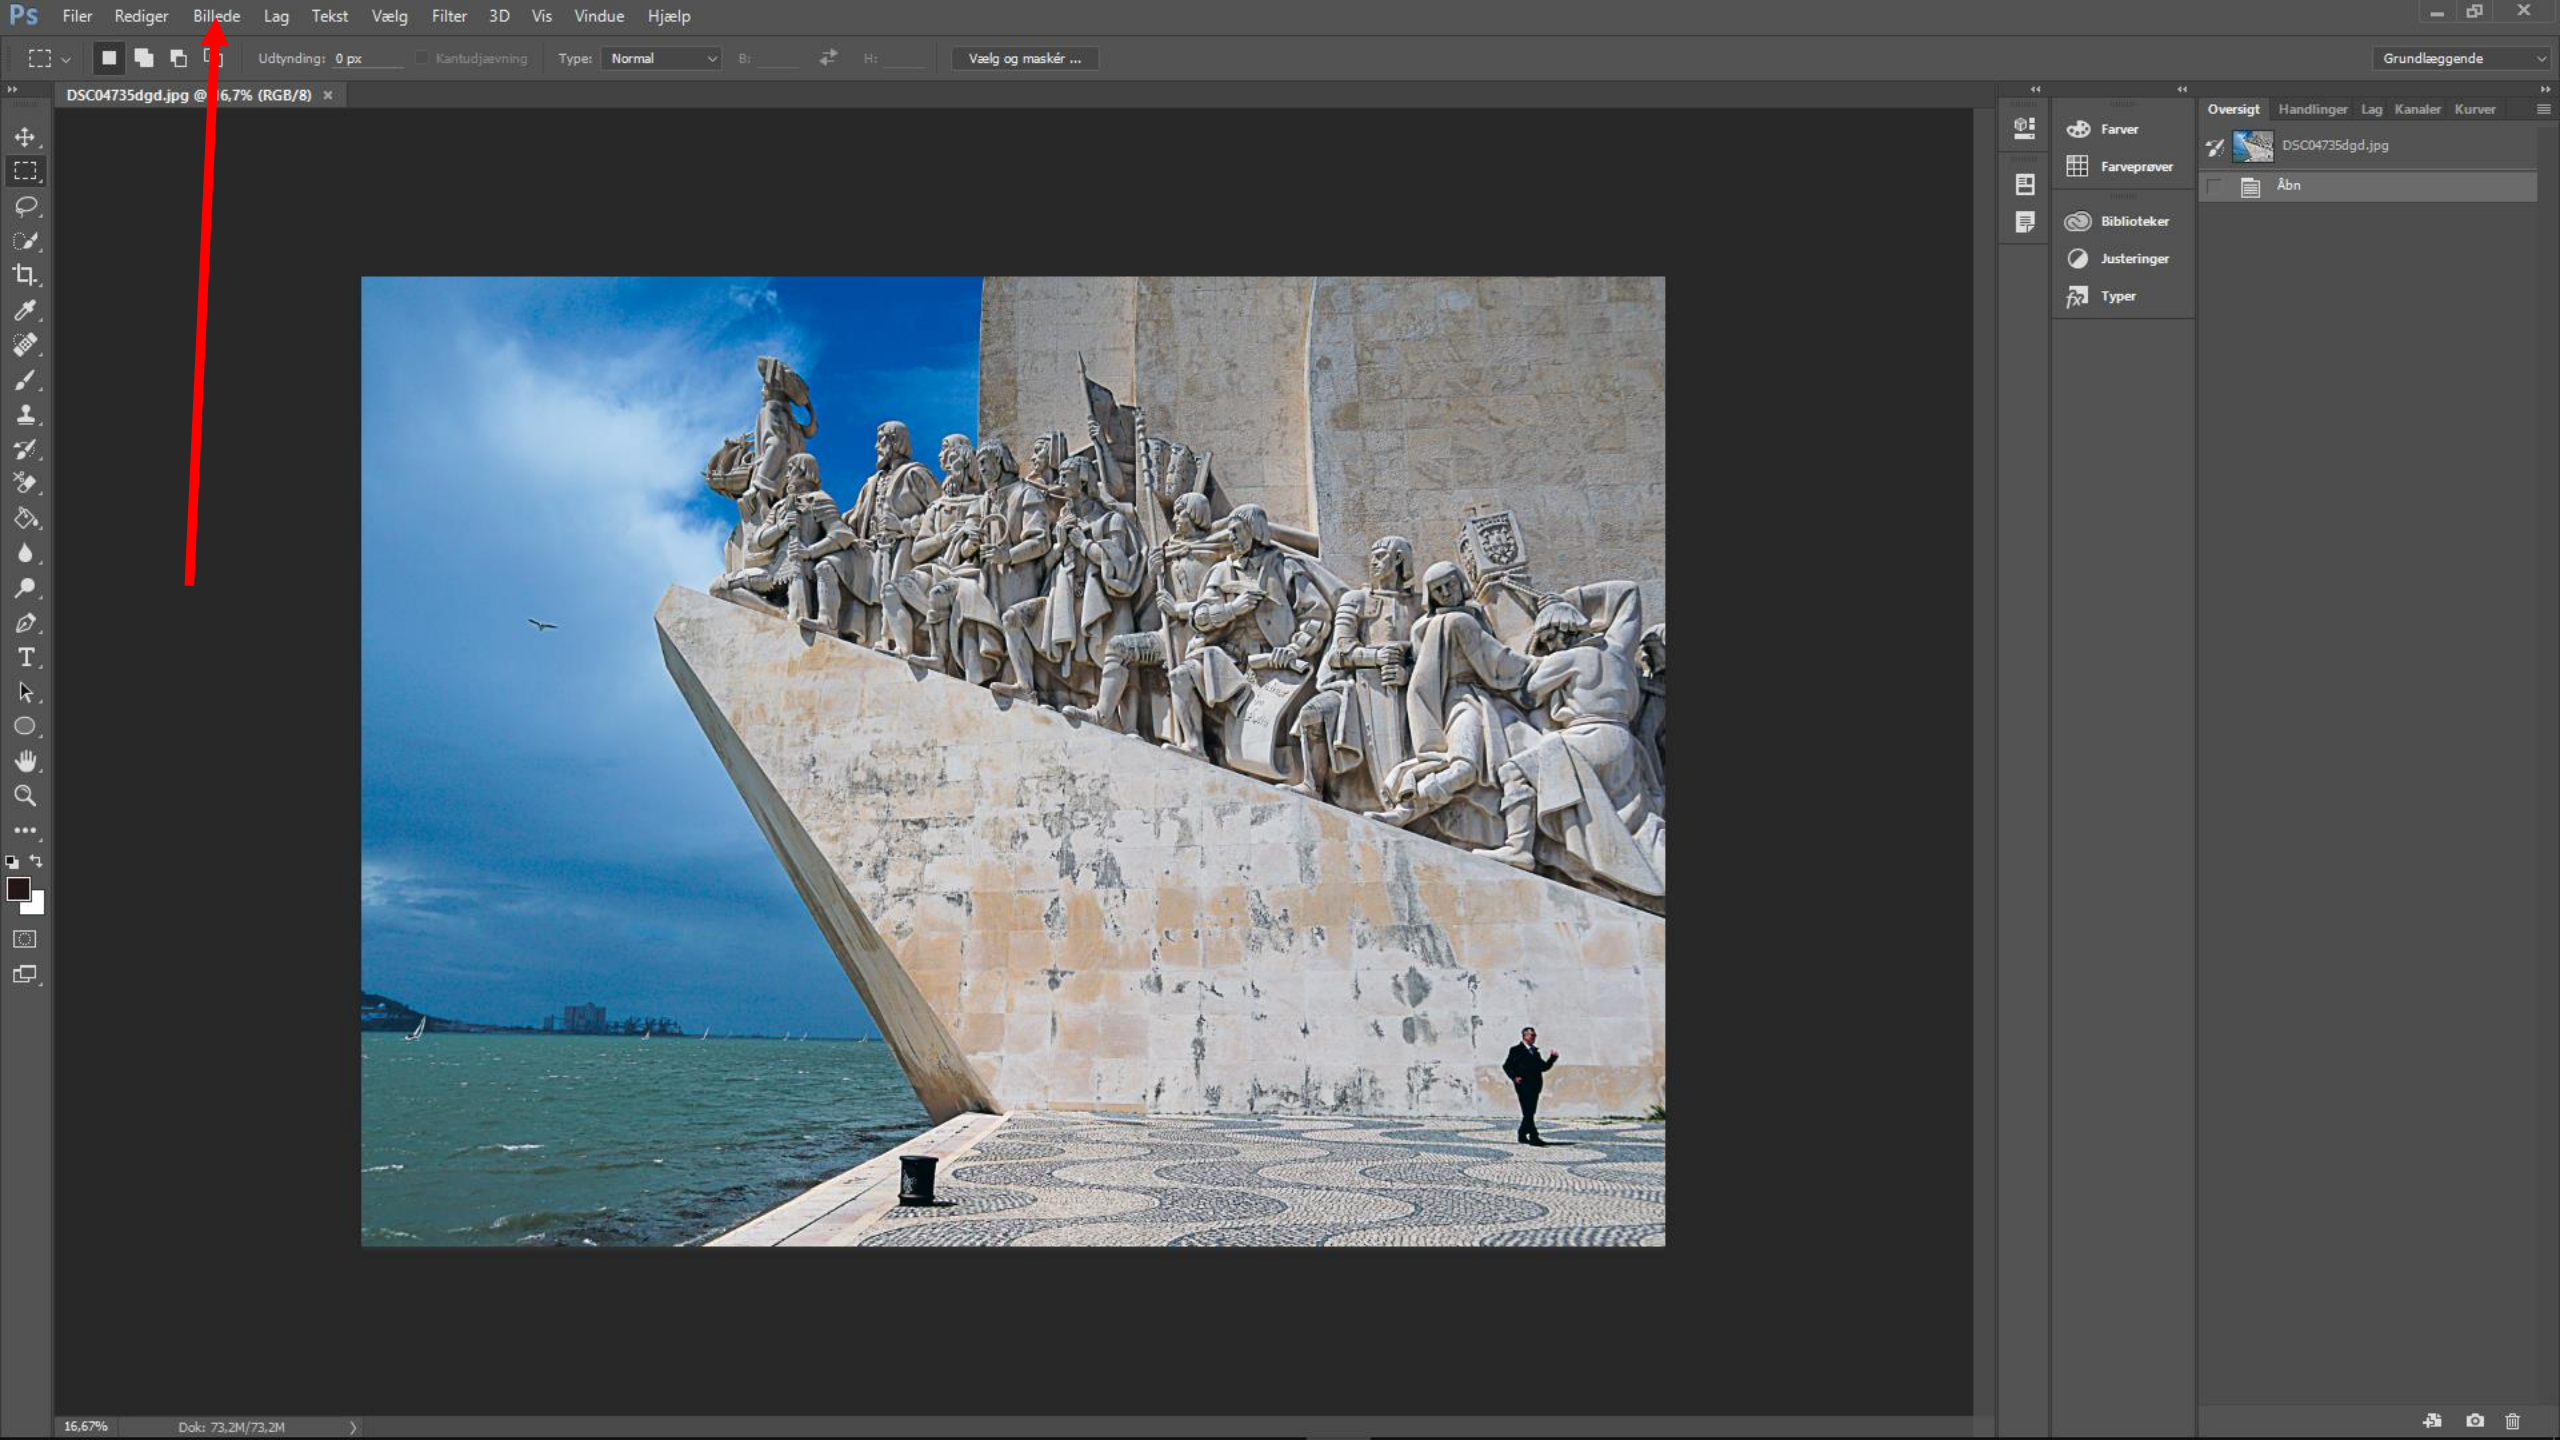 Ps Filer Rediger Billede Lag Tekst Vælg Filter 3D Vis Vindue Hjælp
Udtynding: 0 px Kantudjævning Type: Normal B: H: Vælg og maskér ... Grundlæggende
DSC04735dgd.jpg @ 16,7% (RGB/8) ×
Farver
Farveprøver
Biblioteker
Justeringer
fx Typer
Oversigt Handlinger Lag Kanaler Kurver
DSC04735dgd.jpg
Åbn
T
16,67% Dok: 73,2M/73,2M